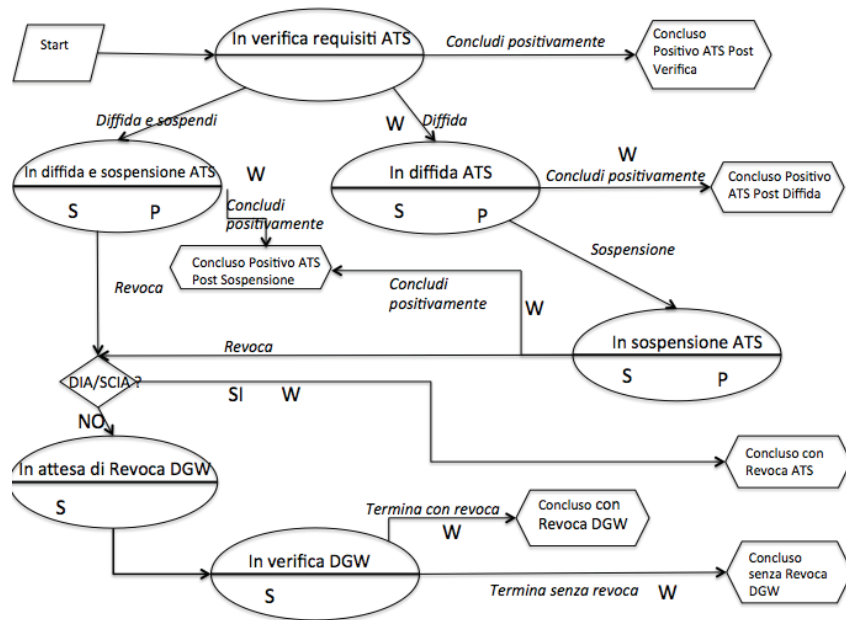 Start
In verifica requisiti ATS
Concludi positivamente
Concluso
Positivo ATS Post
Verifica
Diffida e sospendi
W
Diffida
In diffida e sospensione ATS
S P
W
Concludi
positivamente
In diffida ATS
S P
W
Concludi positivamente
Concluso Positivo
ATS Post Diffida
Sospensione
Concluso Positivo ATS
Post Sospensione
Concludi
positivamente
W
Revoca
Revoca
In sospensione ATS
S P
DIA/SCIA ?
SI W
NO
Concluso con
Revoca ATS
In attesa di Revoca DGW
S
Termina con revoca
W
Concluso con
Revoca DGW
In verifica DGW
S
Termina senza revoca W
Concluso
senza Revoca
DGW